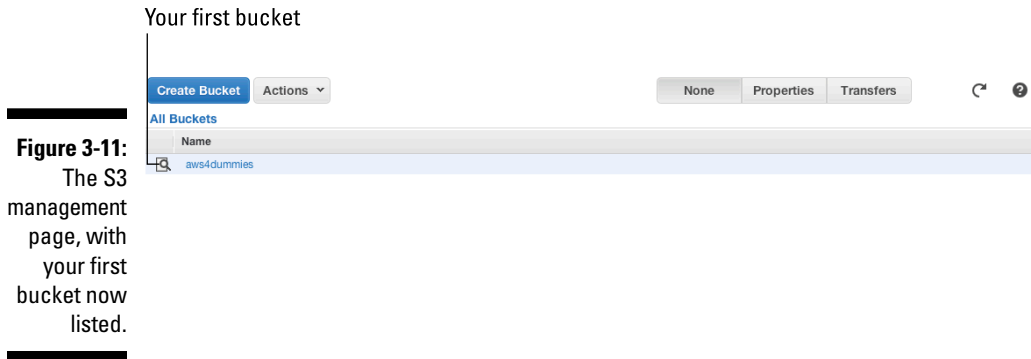 Your first bucket
Create Bucket Actions None Properties Transfers
All Buckets
Name
aws4dummies
Figure 3-11:
The S3
management
page, with
your first
bucket now
listed.